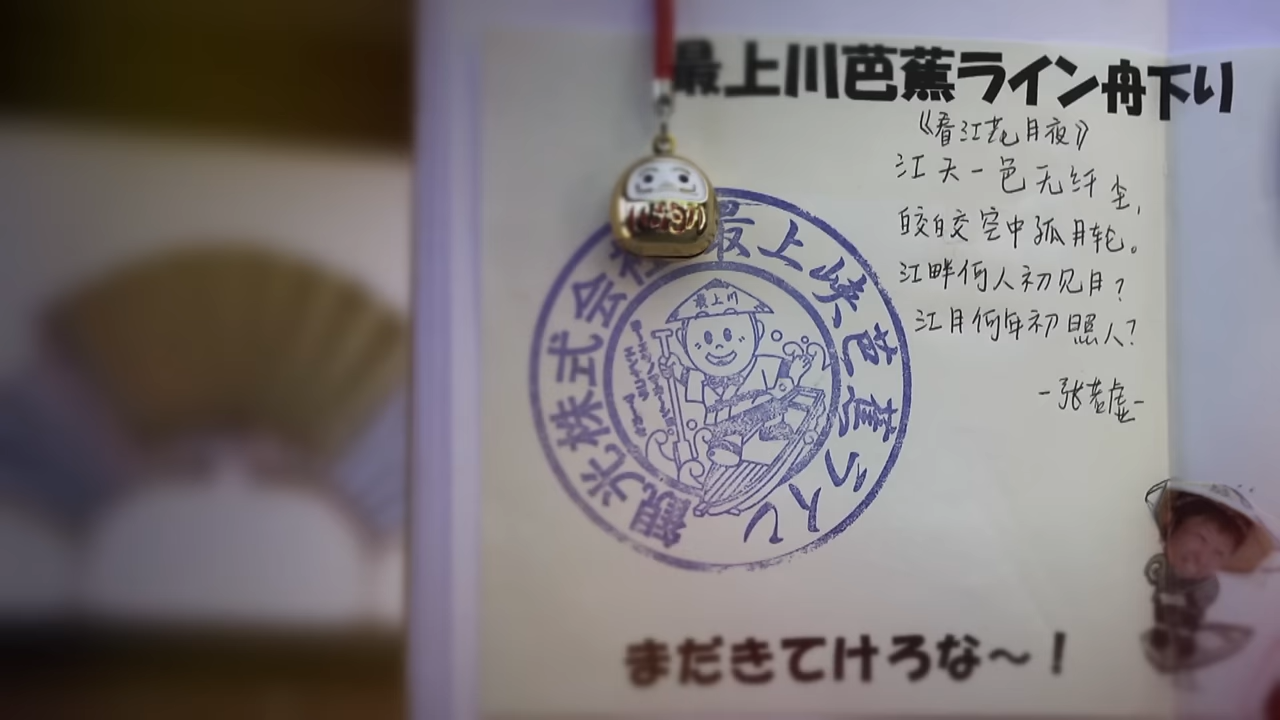 最上川芭蕉ライン舟下り
《春江花月夜》
江天一色无纤尘,
皎皎空中孤月轮。
江畔何人初见月?
江月何年初照人?
-张若虚-
最上峡芭蕉ライン観光株式会社
最上川
まだきてけろな～！